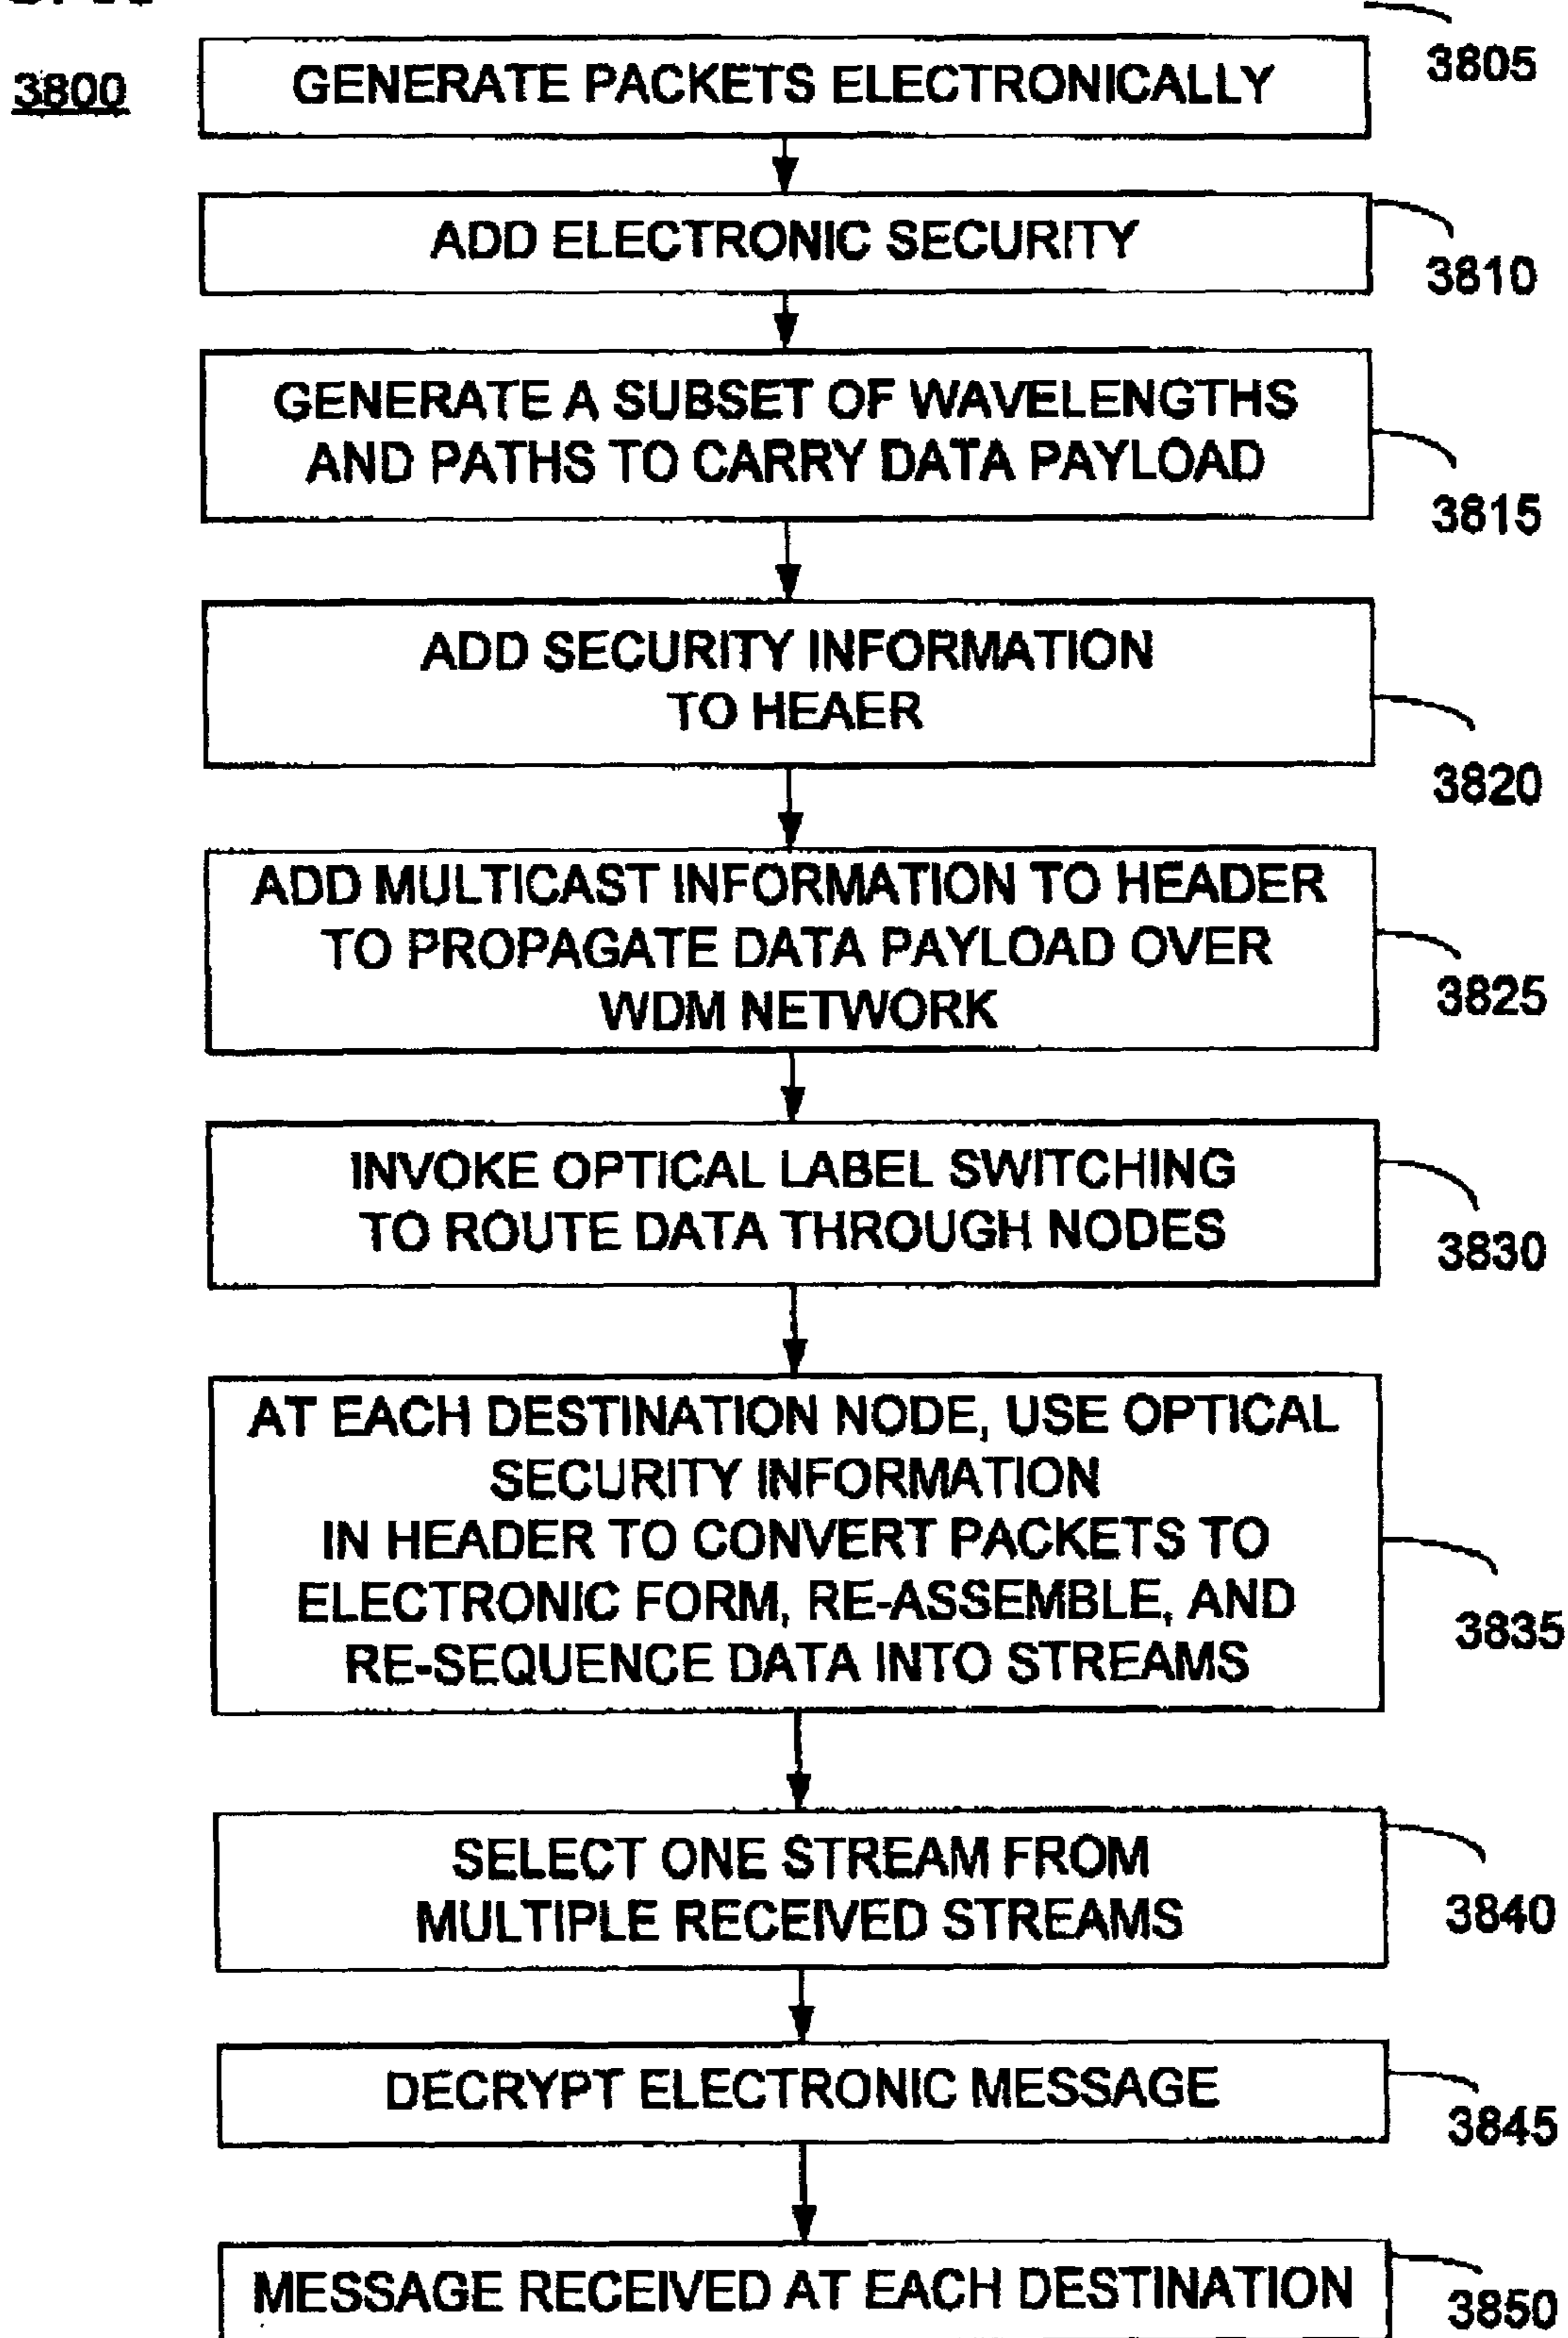 3800
GENERATE PACKETS ELECTRONICALLY
3805
ADD ELECTRONIC SECURITY
3810
GENERATE A SUBSET OF WAVELENGTHS
AND PATHS TO CARRY DATA PAYLOAD
3815
ADD SECURITY INFORMATION
TO HEAER
3820
ADD MULTICAST INFORMATION TO HEADER
TO PROPAGATE DATA PAYLOAD OVER
WDM NETWORK
3825
INVOKE OPTICAL LABEL SWITCHING
TO ROUTE DATA THROUGH NODES
3830
AT EACH DESTINATION NODE, USE OPTICAL
SECURITY INFORMATION
IN HEADER TO CONVERT PACKETS TO
ELECTRONIC FORM, RE-ASSEMBLE, AND
RE-SEQUENCE DATA INTO STREAMS
3835
SELECT ONE STREAM FROM
MULTIPLE RECEIVED STREAMS
3840
DECRYPT ELECTRONIC MESSAGE
3845
MESSAGE RECEIVED AT EACH DESTINATION
3850